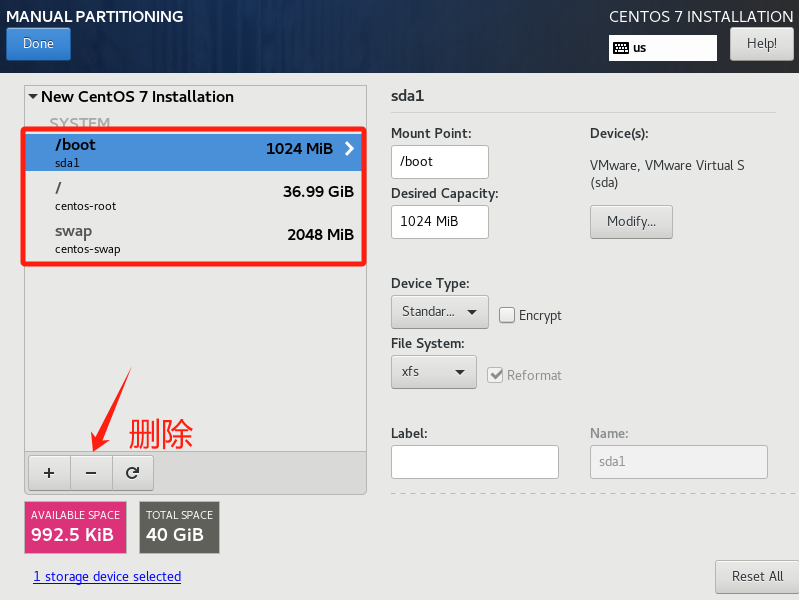 MANUAL PARTITIONING
CENTOS 7 INSTALLATION
Done
us
Help!
New CentOS 7 Installation
SYSTEM
/boot
1024 MiB
sda1
/
36.99 GiB
centos-root
swap
2048 MiB
centos-swap
删除
+ −
AVAILABLE SPACE
992.5 KiB
TOTAL SPACE
40 GiB
1 storage device selected
sda1
Mount Point:
/boot
Device(s):
VMware, VMware Virtual S
(sda)
Desired Capacity:
1024 MiB
Modify...
Device Type:
Standar...
Encrypt
File System:
xfs
Reformat
Label:
Name:
sda1
Reset All